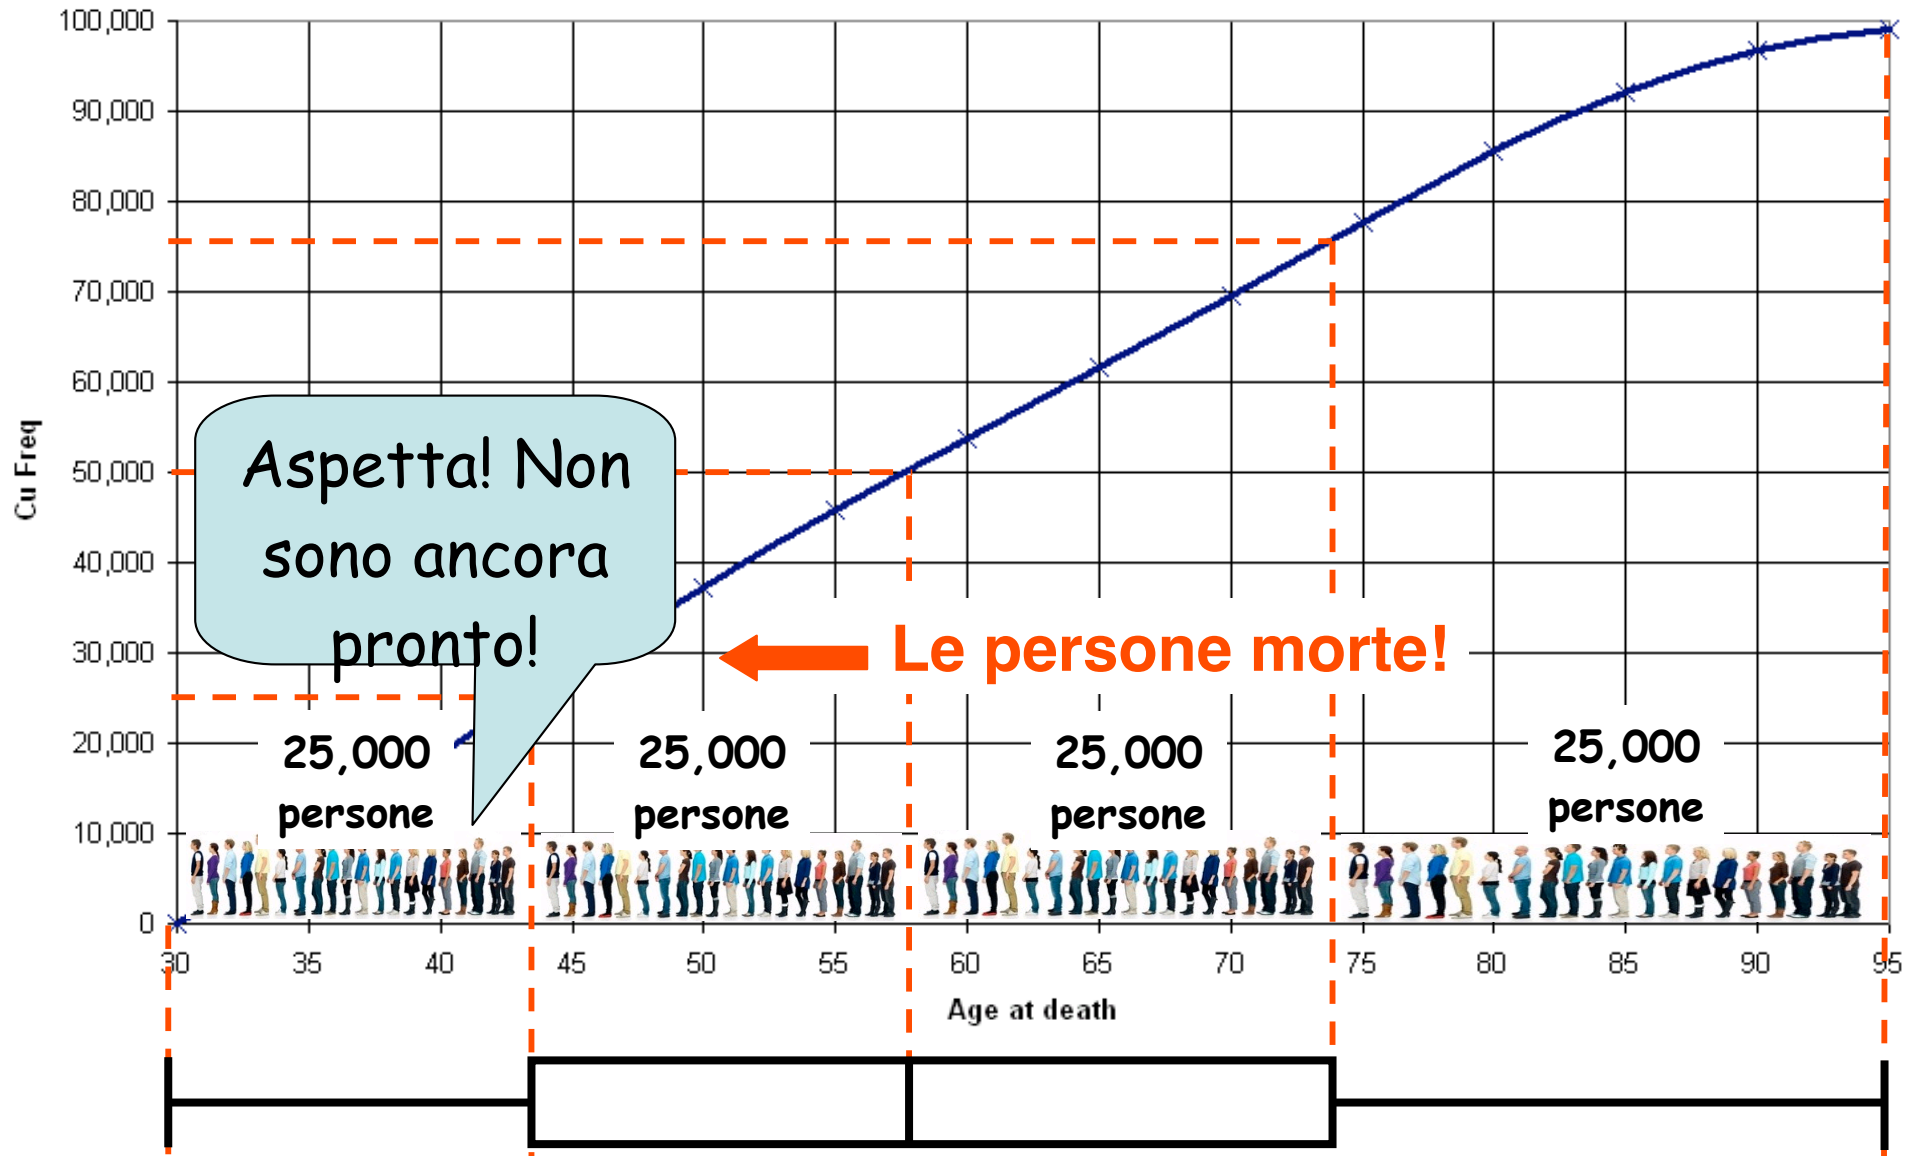 100,000
90,000
80,000
70,000
60,000
50,000
40,000
30,000
20,000
10,000
0
Cu Freq
Aspetta! Non
sono ancora
pronto!
Le persone morte!
25,000
persone
25,000
persone
25,000
persone
25,000
persone
30 35 40 45 50 55 60 65 70 75 80 85 90 95
Age at death